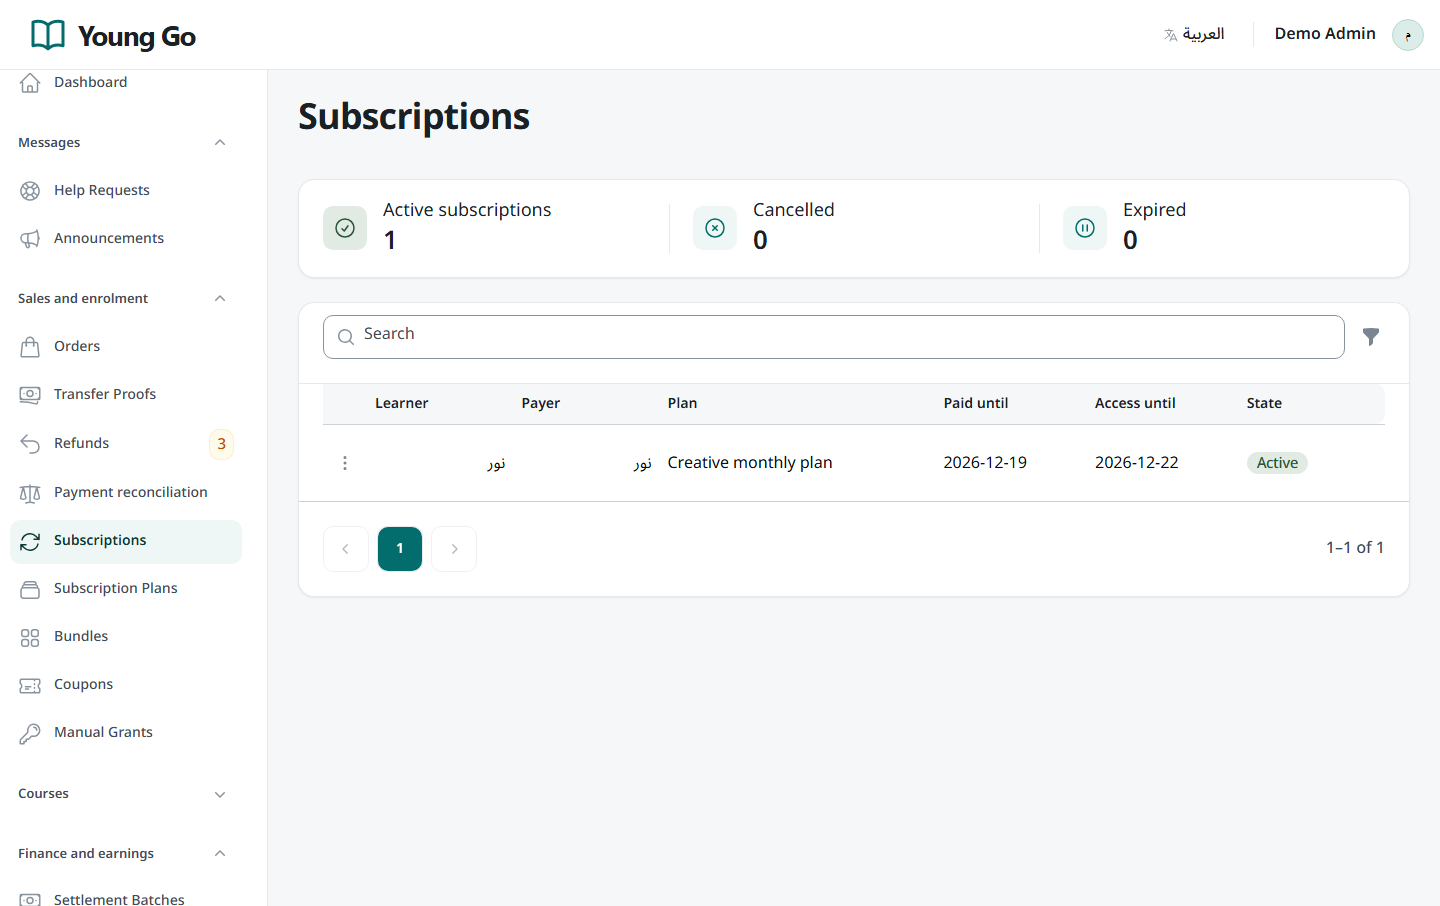 Young Go
العربية
Demo Admin
م
Dashboard
Messages
Help Requests
Announcements
Sales and enrolment
Orders
Transfer Proofs
Refunds
3
Payment reconciliation
Subscriptions
Subscription Plans
Bundles
Coupons
Manual Grants
Courses
Finance and earnings
Settlement Batches
Subscriptions
Active subscriptions
1
Cancelled
0
Expired
0
Search
Learner Payer Plan Paid until Access until State
نور نور Creative monthly plan 2026-12-19 2026-12-22 Active
1
1–1 of 1